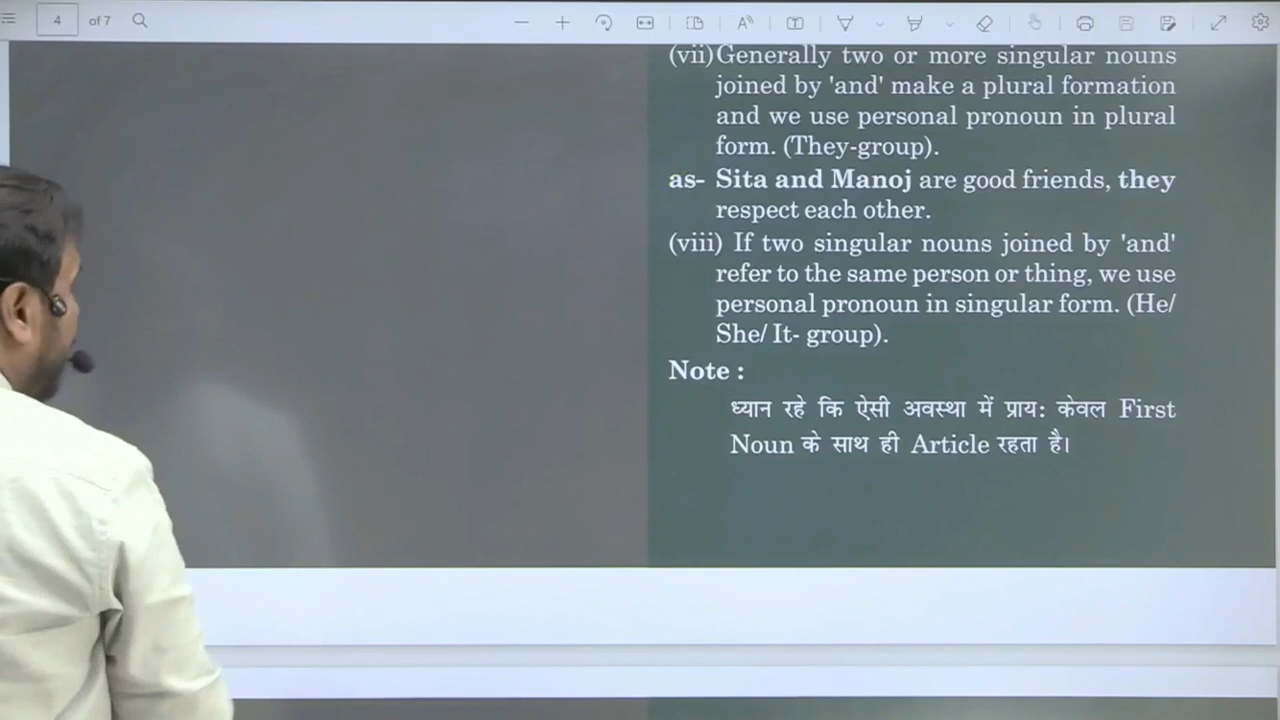 4 of 7
(vii) Generally two or more singular nouns
joined by 'and' make a plural formation
and we use personal pronoun in plural
form. (They-group).
as- Sita and Manoj are good friends, they
respect each other.
(viii) If two singular nouns joined by 'and'
refer to the same person or thing, we use
personal pronoun in singular form. (He/
She/ It- group).
Note :
ध्यान रहे कि ऐसी अवस्था में प्राय: केवल First
Noun के साथ ही Article रहता है।